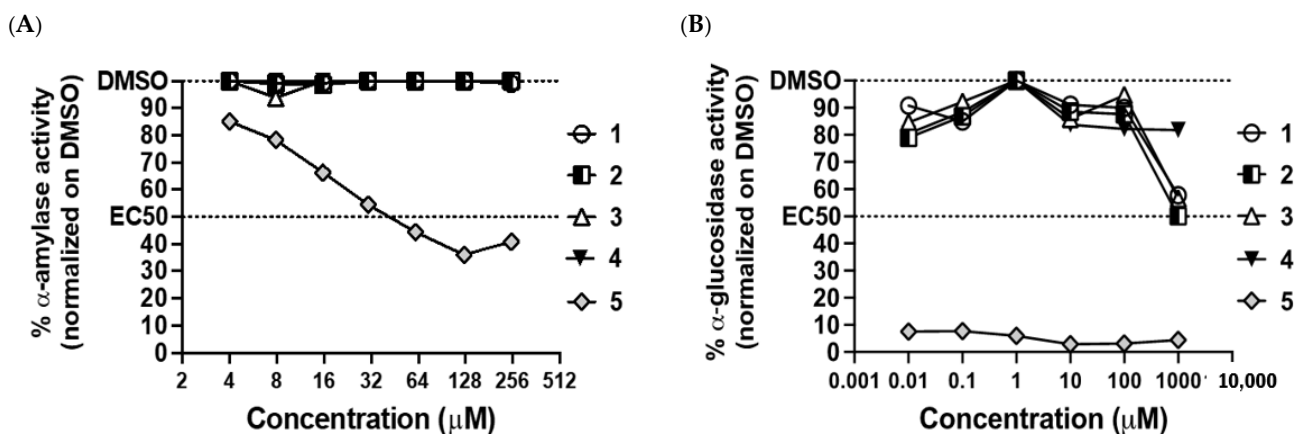 (A)
% α-amylase activity
(normalized on DMSO)
DMSO
90
80
70
60
EC50
40
30
20
10
0
2 4 8 16 32 64 128 256 512
Concentration (μM)
1
2
3
4
5
(B)
% α-glucosidase activity
(normalized on DMSO)
DMSO
90
80
70
60
EC50
40
30
20
10
0
0.001 0.01 0.1 1 10 100 1000 10,000
Concentration (μM)
1
2
3
4
5